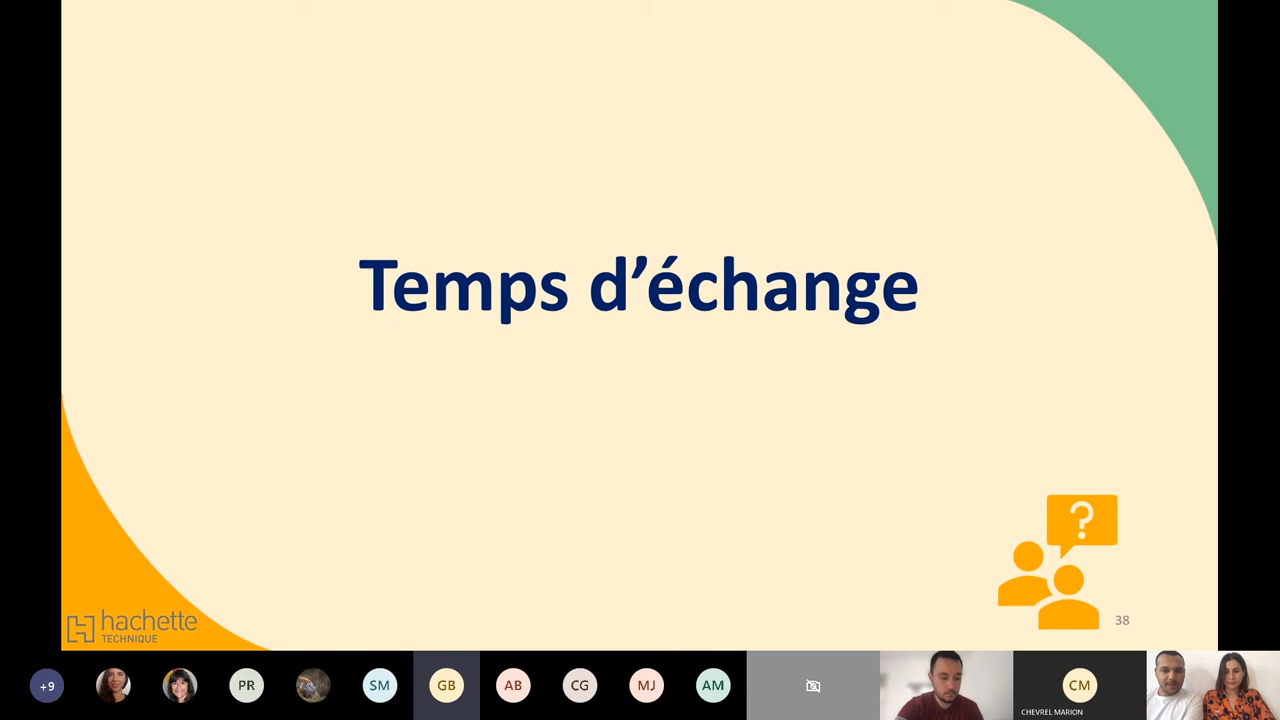 Temps d’échange
?
38
hachette
TECHNIQUE
+9
PR
SM
GB
AB
CG
MJ
AM
CM
CHEVREL MARION